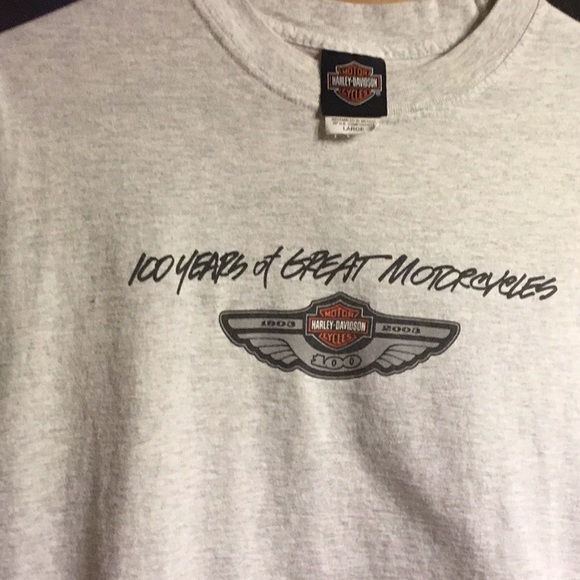 MOTOR
HARLEY-DAVIDSON
CYCLES
LARGE
100 YEARS of GREAT MOTORCYCLES
MOTOR
1903 HARLEY-DAVIDSON 2003
CYCLES
100